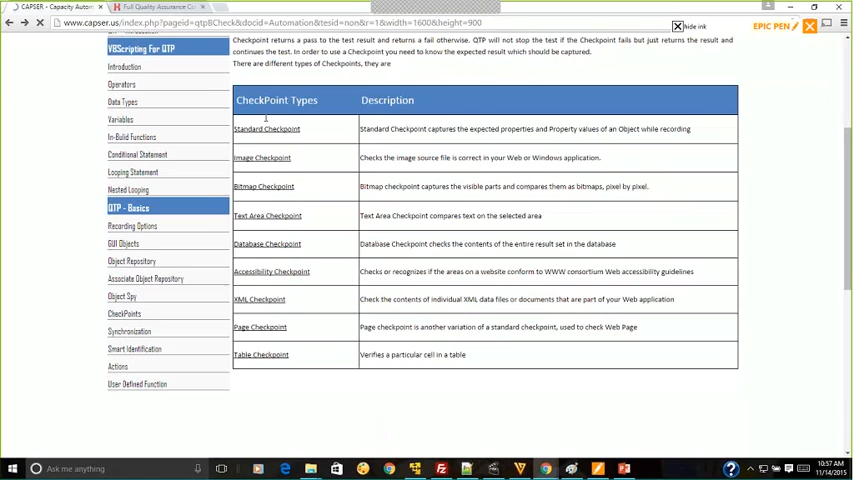 CAPSER - Capacity Automa
Full Quality Assurance Co
www.capser.us/index.php?pageid=qtp8Check&docid=Automation&tesid=non&r=1&width=1600&height=900
hide ink
EPIC PEN
Checkpoint returns a pass to the test result and returns a fail otherwise. QTP will not stop the test if the Checkpoint fails but just returns the result and
continues the test. In order to use a Checkpoint you need to know the expected result which should be captured.
There are different types of Checkpoints, they are
VBScripting For QTP
Introduction
Operators
Data Types
Variables
In-Build Functions
Conditional Statement
Looping Statement
Nested Looping
QTP - Basics
Recording Options
GUI Objects
Object Repository
Associate Object Repository
Object Spy
CheckPoints
Synchronization
Smart Identification
Actions
User Defined Function
CheckPoint Types Description
Standard Checkpoint Standard Checkpoint captures the expected properties and Property values of an Object while recording
Image Checkpoint Checks the image source file is correct in your Web or Windows application.
Bitmap Checkpoint Bitmap checkpoint captures the visible parts and compares them as bitmaps, pixel by pixel.
Text Area Checkpoint Text Area Checkpoint compares text on the selected area
Database Checkpoint Database Checkpoint checks the contents of the entire result set in the database
Accessibility Checkpoint Checks or recognizes if the areas on a website conform to WWW consortium Web accessibility guidelines
XML Checkpoint Check the contents of individual XML data files or documents that are part of your Web application
Page Checkpoint Page checkpoint is another variation of a standard checkpoint, used to check Web Page
Table Checkpoint Verifies a particular cell in a table
Ask me anything
10:57 AM
11/14/2015